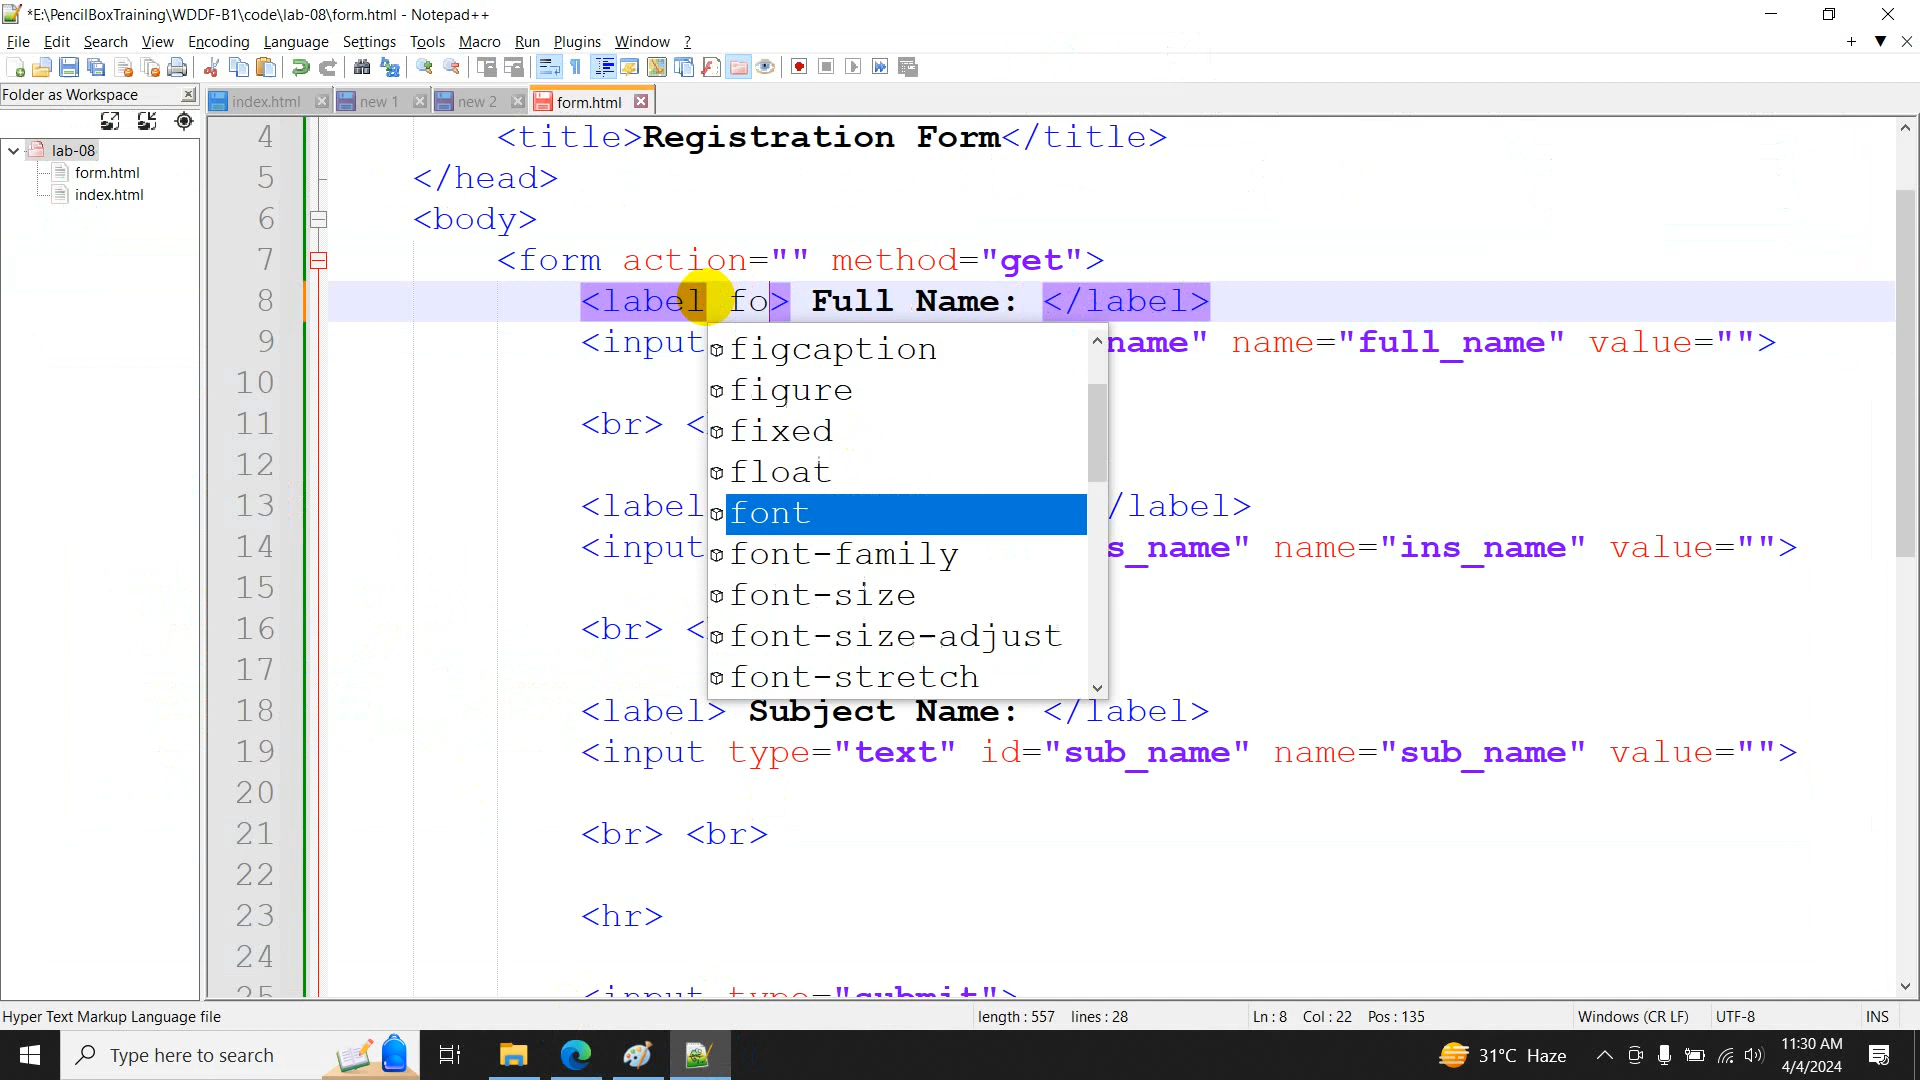 *E:\PencilBoxTraining\WDDF-B1\code\lab-08\form.html - Notepad++
File Edit Search View Encoding Language Settings Tools Macro Run Plugins Window ?
Folder as Workspace
index.html new 1 new 2 form.html
lab-08
form.html
index.html
4 <title>Registration Form</title>
5 </head>
6 <body>
7 <form action="" method="get">
8 <label fo> Full Name: </label>
9 <input name" name="full_name" value="">
10
11 <br> <
12
13 <label /label>
14 <input s_name" name="ins_name" value="">
15
16 <br> <
17
18 <label> Subject Name: </label>
19 <input type="text" id="sub_name" name="sub_name" value="">
20
21 <br> <br>
22
23 <hr>
24
25 <input type="submit">
figcaption
figure
fixed
float
font
font-family
font-size
font-size-adjust
font-stretch
Hyper Text Markup Language file length : 557 lines : 28 Ln : 8 Col : 22 Pos : 135 Windows (CR LF) UTF-8 INS
Type here to search
31°C Haze
11:30 AM
4/4/2024